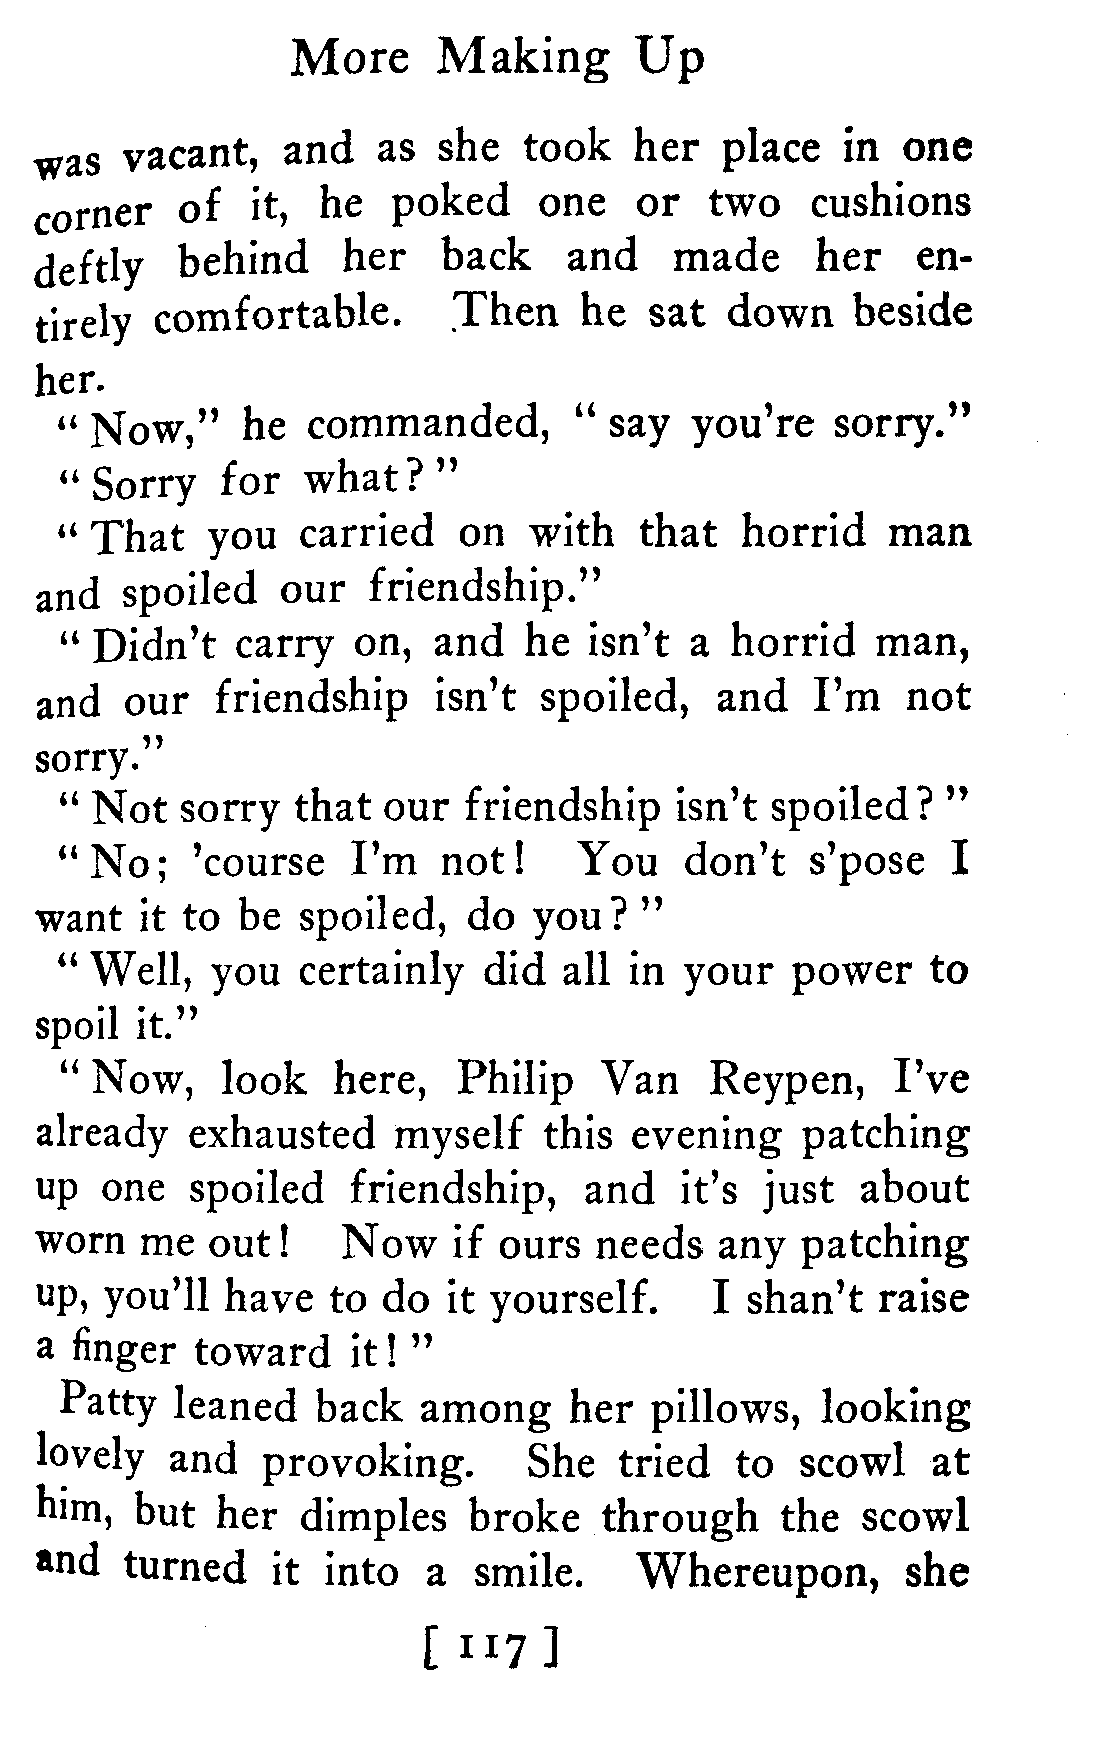 More Making Up
was vacant, and as she took her place in one
corner of it, he poked one or two cushions
deftly behind her back and made her en-
tirely comfortable. Then he sat down beside
her.
“Now,” he commanded, “say you're sorry.”
“Sorry for what?”
“That you carried on with that horrid man
and spoiled our friendship.”
“Didn't carry on, and he isn't a horrid man,
and our friendship isn't spoiled, and I'm not
sorry.”
“Not sorry that our friendship isn't spoiled?”
“No; 'course I'm not! You don't s'pose I
want it to be spoiled, do you?”
“Well, you certainly did all in your power to
spoil it.”
“Now, look here, Philip Van Reypen, I've
already exhausted myself this evening patching
up one spoiled friendship, and it's just about
worn me out! Now if ours needs any patching
up, you'll have to do it yourself. I shan't raise
a finger toward it!”
Patty leaned back among her pillows, looking
lovely and provoking. She tried to scowl at
him, but her dimples broke through the scowl
and turned it into a smile. Whereupon, she
[ 117 ]